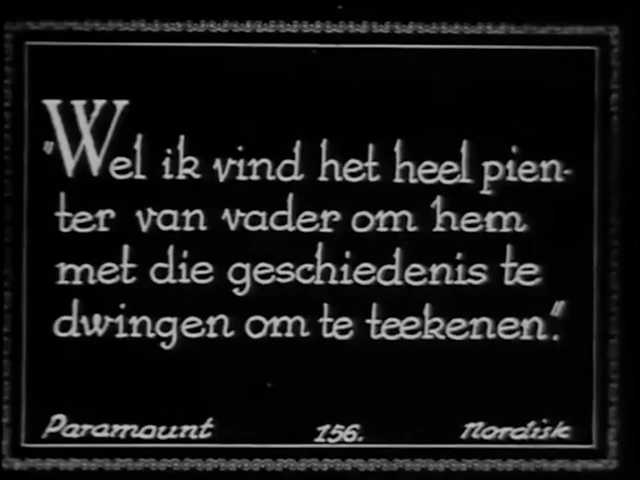 "Wel ik vind het heel pien-
ter van vader om hem
met die geschiedenis te
dwingen om te teekenen."
Paramount 156. Nordisk